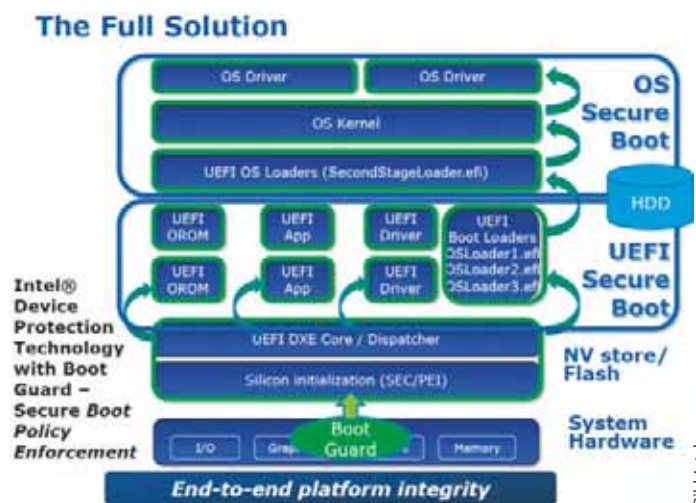 The Full Solution
OS Driver
OS Driver
OS Kernel
UEFI OS Loaders (SecondStageLoader.efi)
OS
Secure
Boot
HDD
UEFI
OROM
UEFI
App
UEFI
Driver
UEFI
OROM
UEFI
App
UEFI
Driver
UEFI
Boot Loaders
OSLoader1.efi
OSLoader2.efi
OSLoader3.efi
UEFI
Secure
Boot
Intel®
Device
Protection
Technology
with Boot
Guard –
Secure Boot
Policy
Enforcement
UEFI DXE Core / Dispatcher
Silicon initialization (SEC/PEI)
NV store/
Flash
Boot
Guard
I/O
Grap
Memory
System
Hardware
End-to-end platform integrity